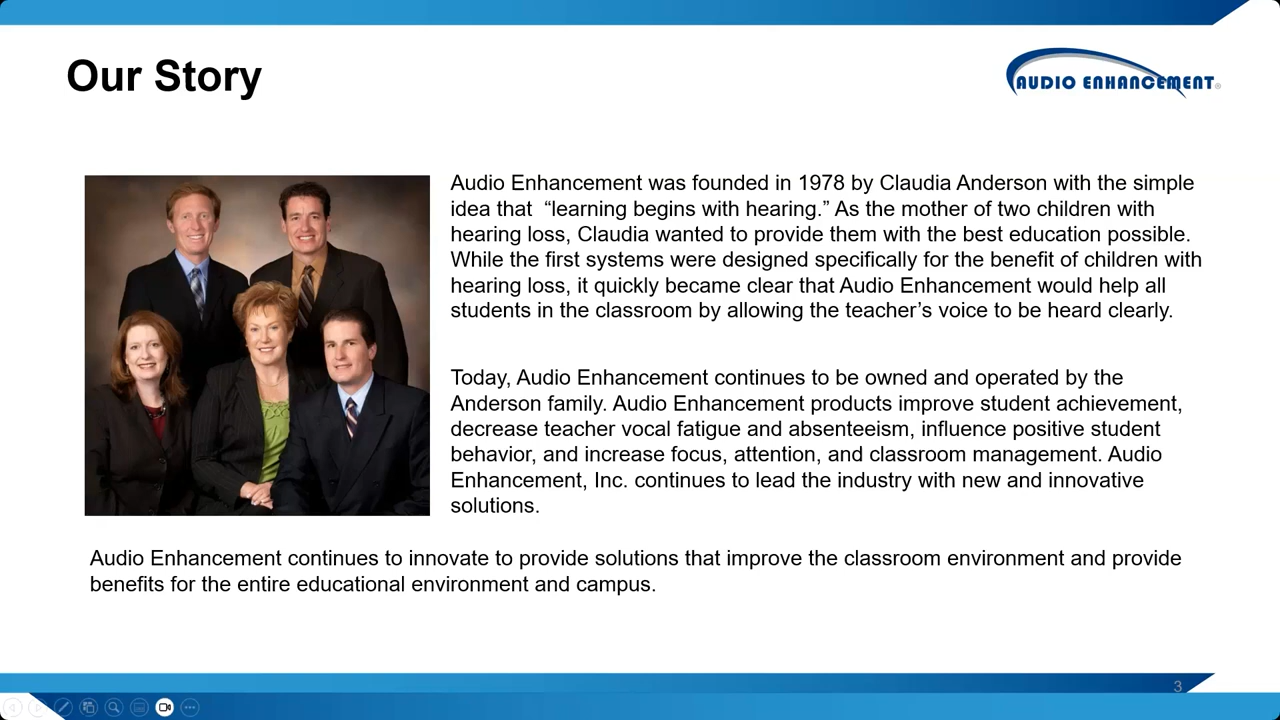 Our Story
AUDIO ENHANCEMENT®
Audio Enhancement was founded in 1978 by Claudia Anderson with the simple
idea that  “learning begins with hearing.” As the mother of two children with
hearing loss, Claudia wanted to provide them with the best education possible.
While the first systems were designed specifically for the benefit of children with
hearing loss, it quickly became clear that Audio Enhancement would help all
students in the classroom by allowing the teacher’s voice to be heard clearly.
Today, Audio Enhancement continues to be owned and operated by the
Anderson family. Audio Enhancement products improve student achievement,
decrease teacher vocal fatigue and absenteeism, influence positive student
behavior, and increase focus, attention, and classroom management. Audio
Enhancement, Inc. continues to lead the industry with new and innovative
solutions.
Audio Enhancement continues to innovate to provide solutions that improve the classroom environment and provide
benefits for the entire educational environment and campus.
3